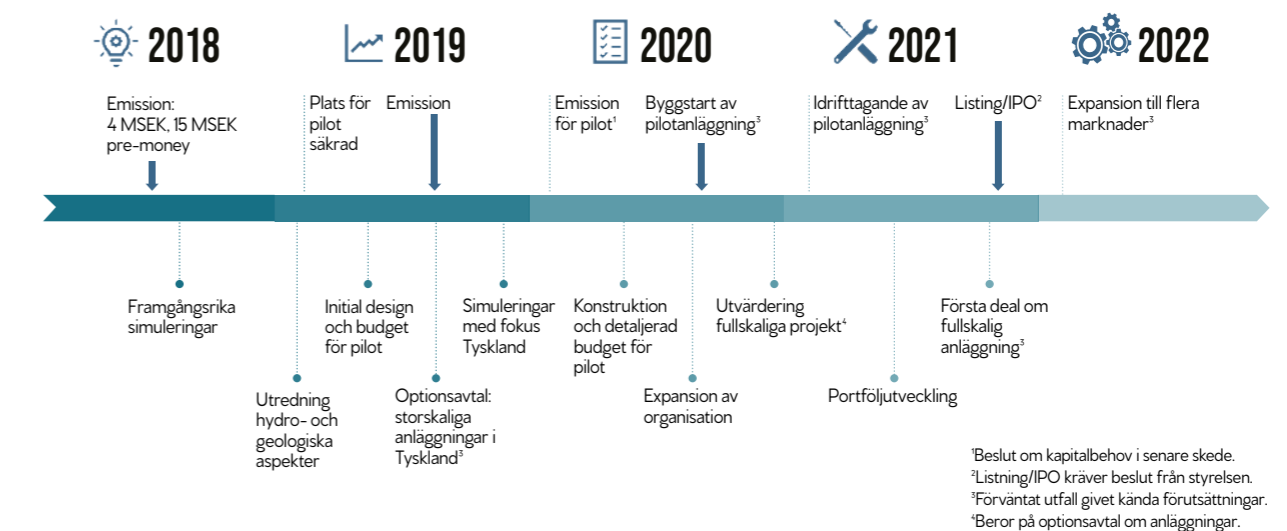 2018
2019
2020
2021
2022
Emission:
4 MSEK, 15 MSEK
pre-money
Plats för
pilot
säkrad
Emission
Emission
för pilot¹
Byggstart av
pilotanläggning³
Idrifttagande av
pilotanläggning³
Listing/IPO²
Expansion till flera
marknader³
Framgångsrika
simuleringar
Utredning
hydro- och
geologiska
aspekter
Initial design
och budget
för pilot
Optionsavtal:
storskaliga
anläggningar i
Tyskland³
Simuleringar
med fokus
Tyskland
Konstruktion
och detaljerad
budget för
pilot
Expansion av
organisation
Utvärdering
fullskaliga projekt⁴
Portföljutveckling
Första deal om
fullskalig
anläggning³
¹Beslut om kapitalbehov i senare skede.
²Listning/IPO kräver beslut från styrelsen.
³Förväntat utfall givet kända förutsättningar.
⁴Beror på optionsavtal om anläggningar.